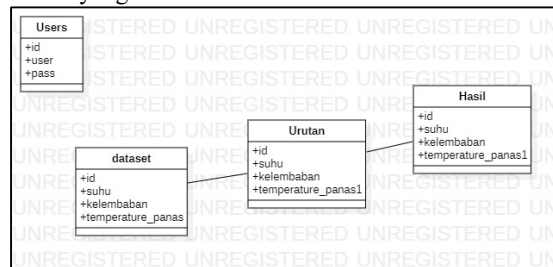 Users
+id
+user
+pass
Hasil
+id
+suhu
+kelembaban
+temperature_panas1
Urutan
+id
+suhu
+kelembaban
+temperature_panas1
dataset
+id
+suhu
+kelembaban
+temperature_panas
UNREGISTERED UNREGISTERED UNREGISTERED UN